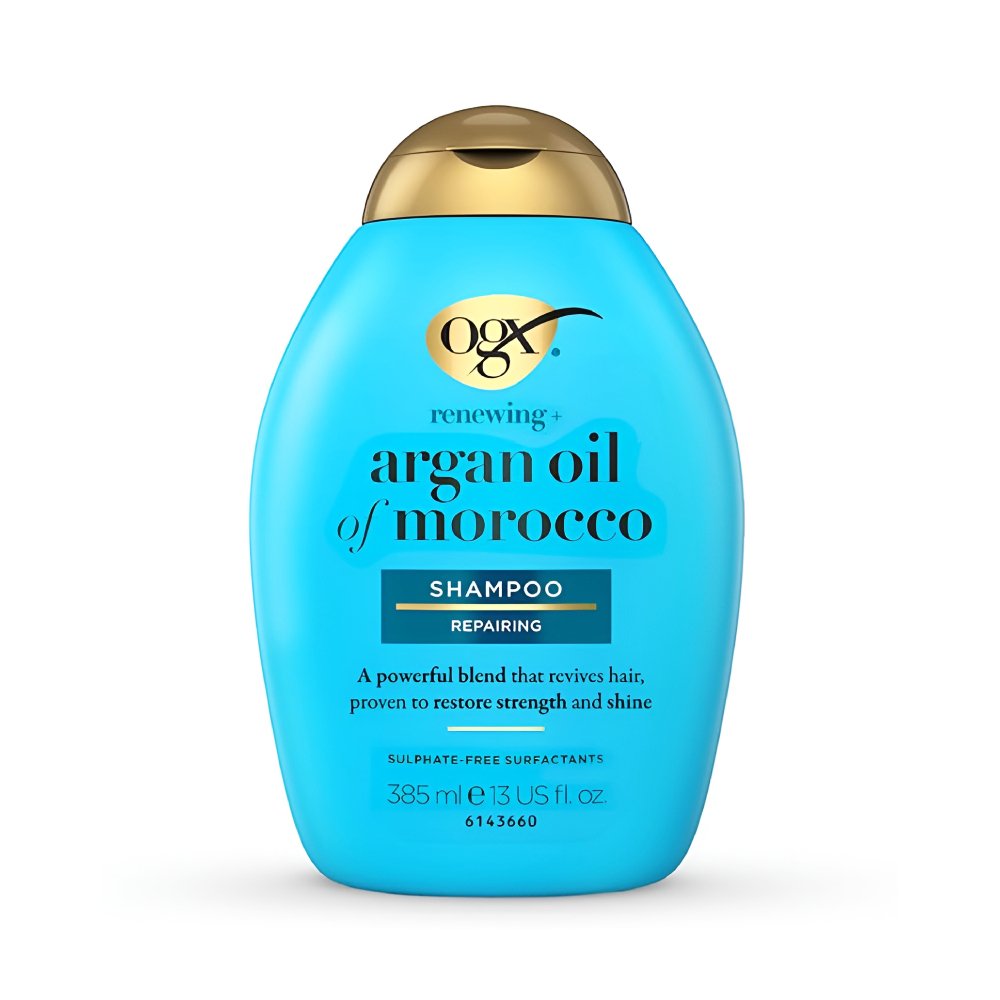 ogx
renewing+
argan oil
of morocco
SHAMPOO
REPAIRING
A powerful blend that revives hair,
proven to restore strength and shine
SULPHATE-FREE SURFACTANTS
385 ml ℮ 13 US fl. oz.
6143660